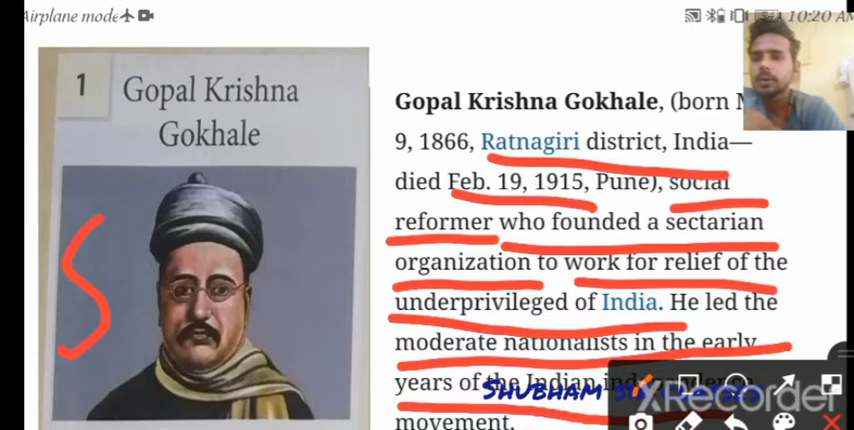 Airplane mode
10:20 AM
1
Gopal Krishna
Gokhale
Gopal Krishna Gokhale, (born
9, 1866, Ratnagiri district, India—
died Feb. 19, 1915, Pune), social
reformer who founded a sectarian
organization to work for relief of the
underprivileged of India. He led the
moderate nationalists in the early
years of the Indian
SHUBHAM
XRecorder
movement.